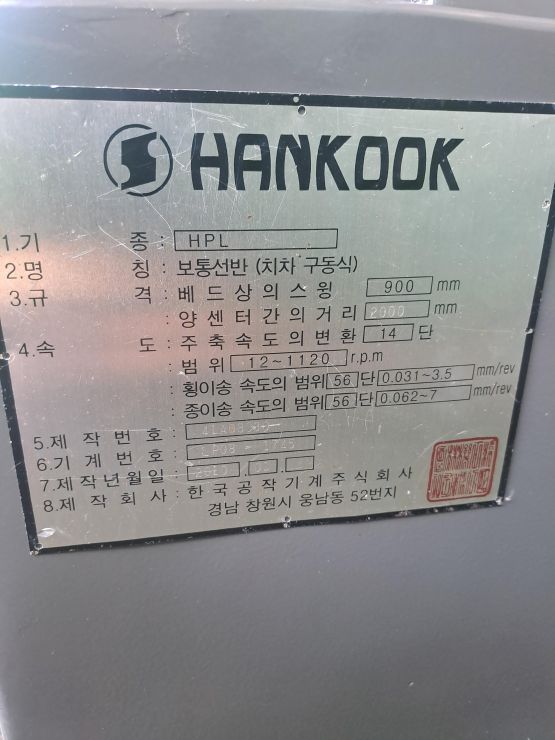 HANKOOK
1.기 종 : HPL
2.명 칭 : 보통선반 (치차 구동식)
3.규 격 : 베드상의스윙 900 mm
: 양센터간의거리 2000 mm
4.속 도 : 주축속도의변환 14 단
: 범위 12~1120 r.p.m
: 횡이송 속도의 범위 56 단 0.031~3.5 mm/rev
: 종이송 속도의 범위 56 단 0.062~7 mm/rev
5.제 작 번 호 :
6.기 계 번 호 :
7.제작년월일 :
8.제 작 회 사 : 한국공작기계주식회사
경남 창원시 웅남동 52번지